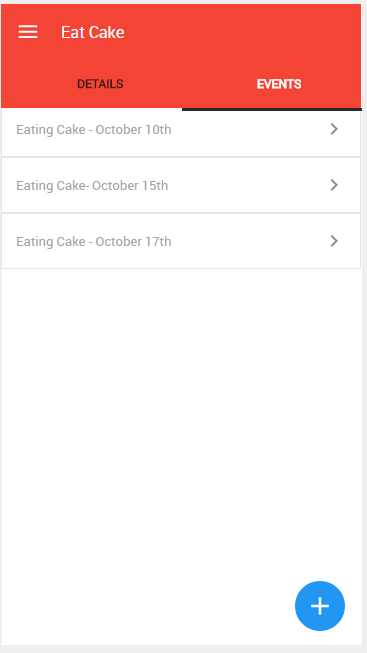 Eat Cake
DETAILS EVENTS
Eating Cake - October 10th
Eating Cake- October 15th
Eating Cake - October 17th